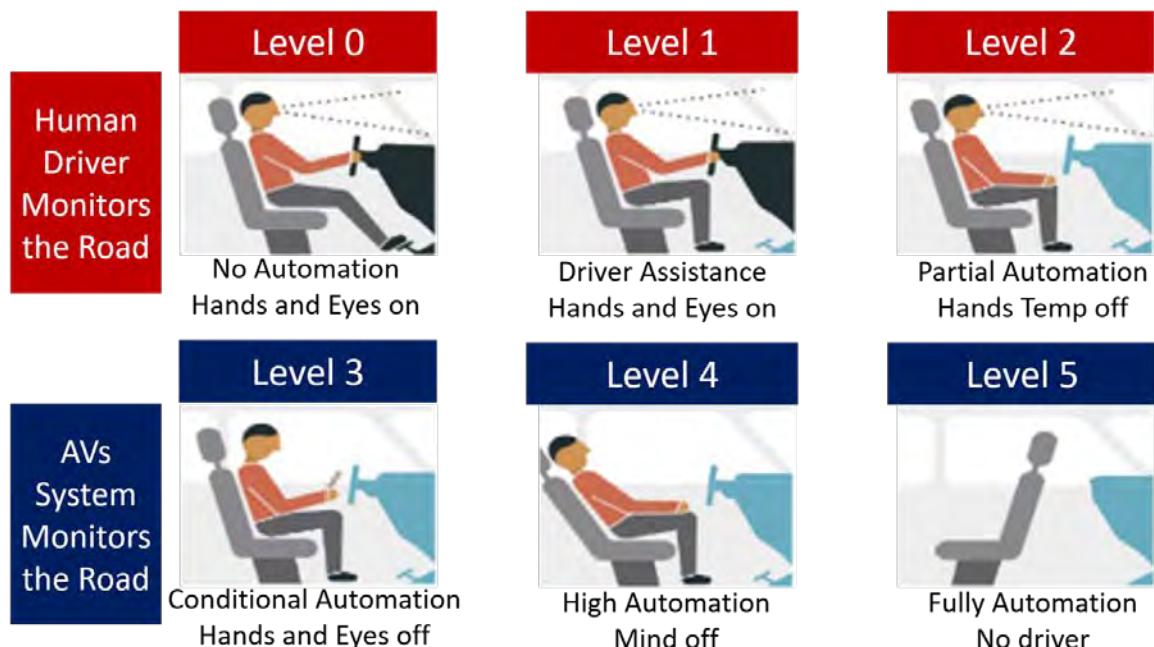 Level 0
Level 1
Level 2
Human
Driver
Monitors
the Road
No Automation
Hands and Eyes on
Driver Assistance
Hands and Eyes on
Partial Automation
Hands Temp off
Level 3
Level 4
Level 5
AVs
System
Monitors
the Road
Conditional Automation
Hands and Eyes off
High Automation
Mind off
Fully Automation
No driver